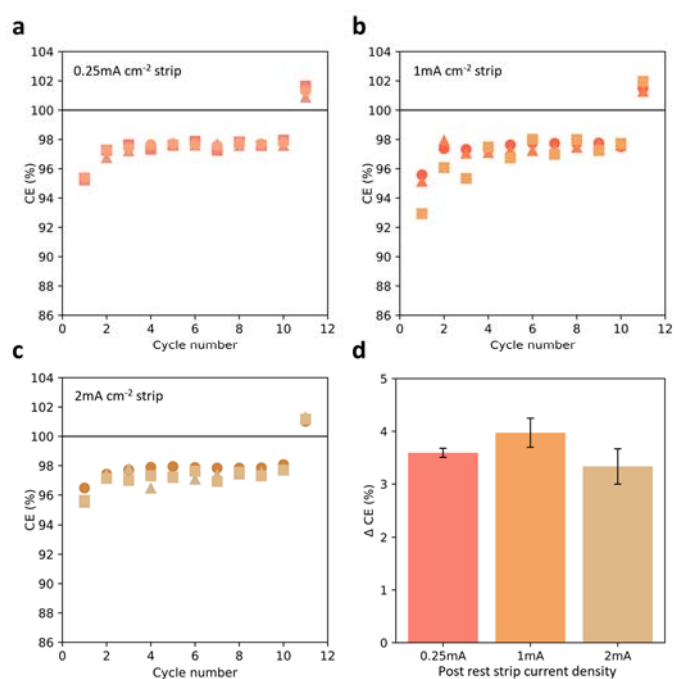 a
104
102
100
98
96
94
92
90
88
86
CE (%)
0.25mA cm⁻² strip
0 2 4 6 8 10 12
Cycle number
b
104
102
100
98
96
94
92
90
88
86
CE (%)
1mA cm⁻² strip
0 2 4 6 8 10 12
Cycle number
c
104
102
100
98
96
94
92
90
88
86
CE (%)
2mA cm⁻² strip
0 2 4 6 8 10 12
Cycle number
d
5
4
3
2
1
0
Δ CE (%)
0.25mA 1mA 2mA
Post rest strip current density